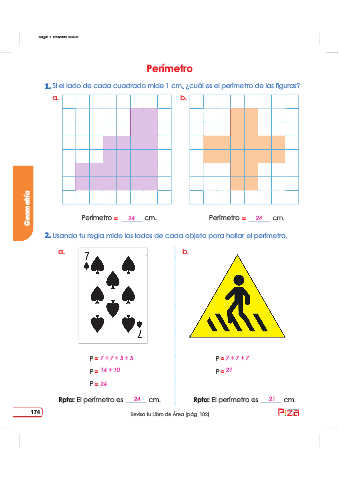 Perímetro
1. Si el lado de cada cuadrado mide 1 cm, ¿cuál es el perímetro de las figuras?
a. b.
Perímetro = 24 cm. Perímetro = 24 cm.
Geometría
2. Usando tu regla mide los lados de cada objeto para hallar el perímetro.
a. b.
7
7
P = 7 + 7 + 5 + 5 P = 7 + 7 + 7
P = 14 + 10 P = 21
P = 24
Rpta: El perímetro es 24 cm. Rpta: El perímetro es 21 cm.
174 Revisa tu Libro de Área (pág. 102)